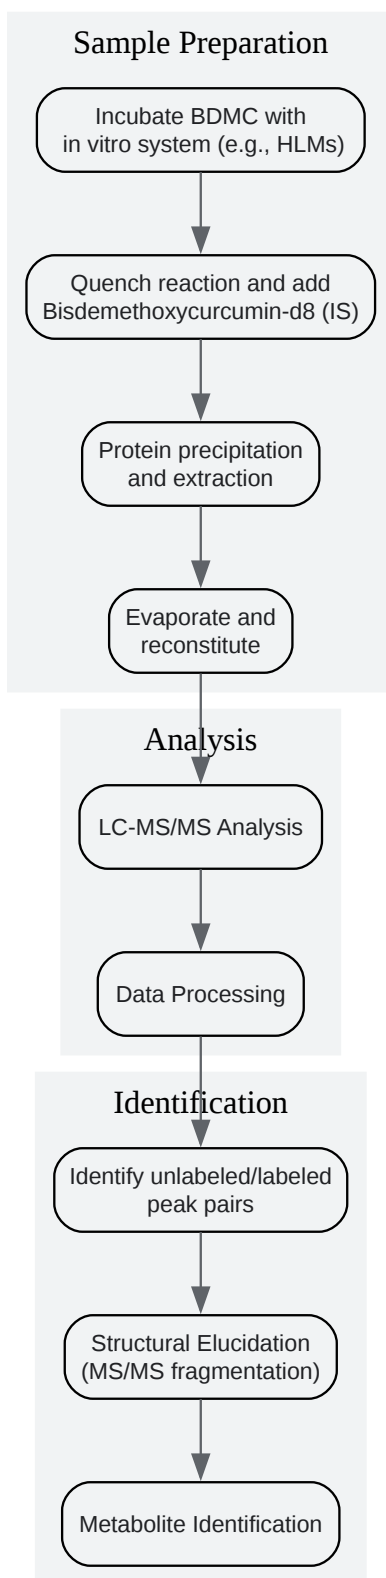 Sample Preparation
Incubate BDMC with
in vitro system (e.g., HLMs)
Quench reaction and add
Bisdemethoxycurcumin-d8 (IS)
Protein precipitation
and extraction
Evaporate and
reconstitute
Analysis
LC-MS/MS Analysis
Data Processing
Identification
Identify unlabeled/labeled
peak pairs
Structural Elucidation
(MS/MS fragmentation)
Metabolite Identification